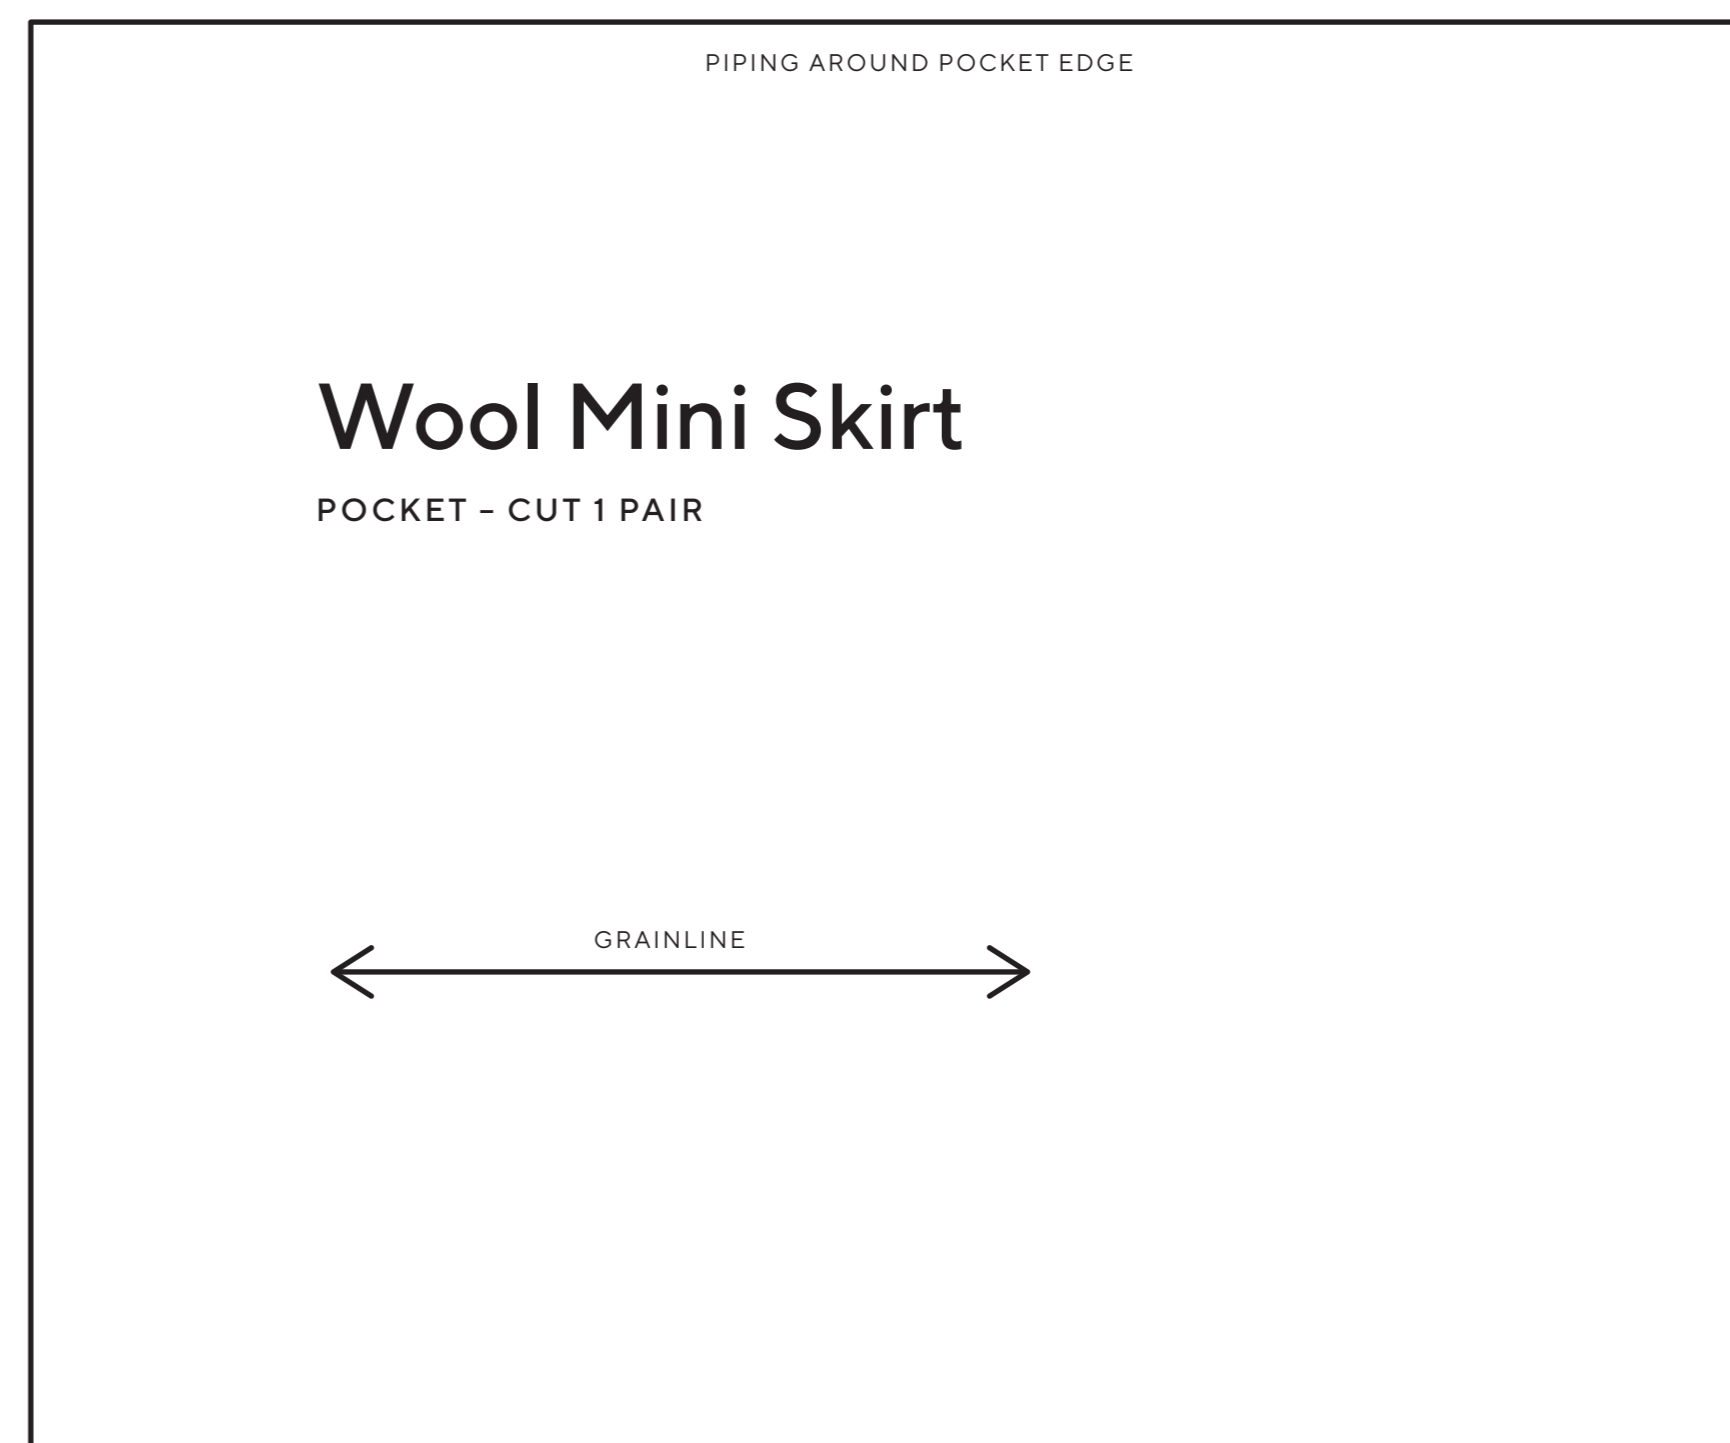 PIPING AROUND POCKET EDGE
Wool Mini Skirt
POCKET – CUT 1 PAIR
GRAINLINE